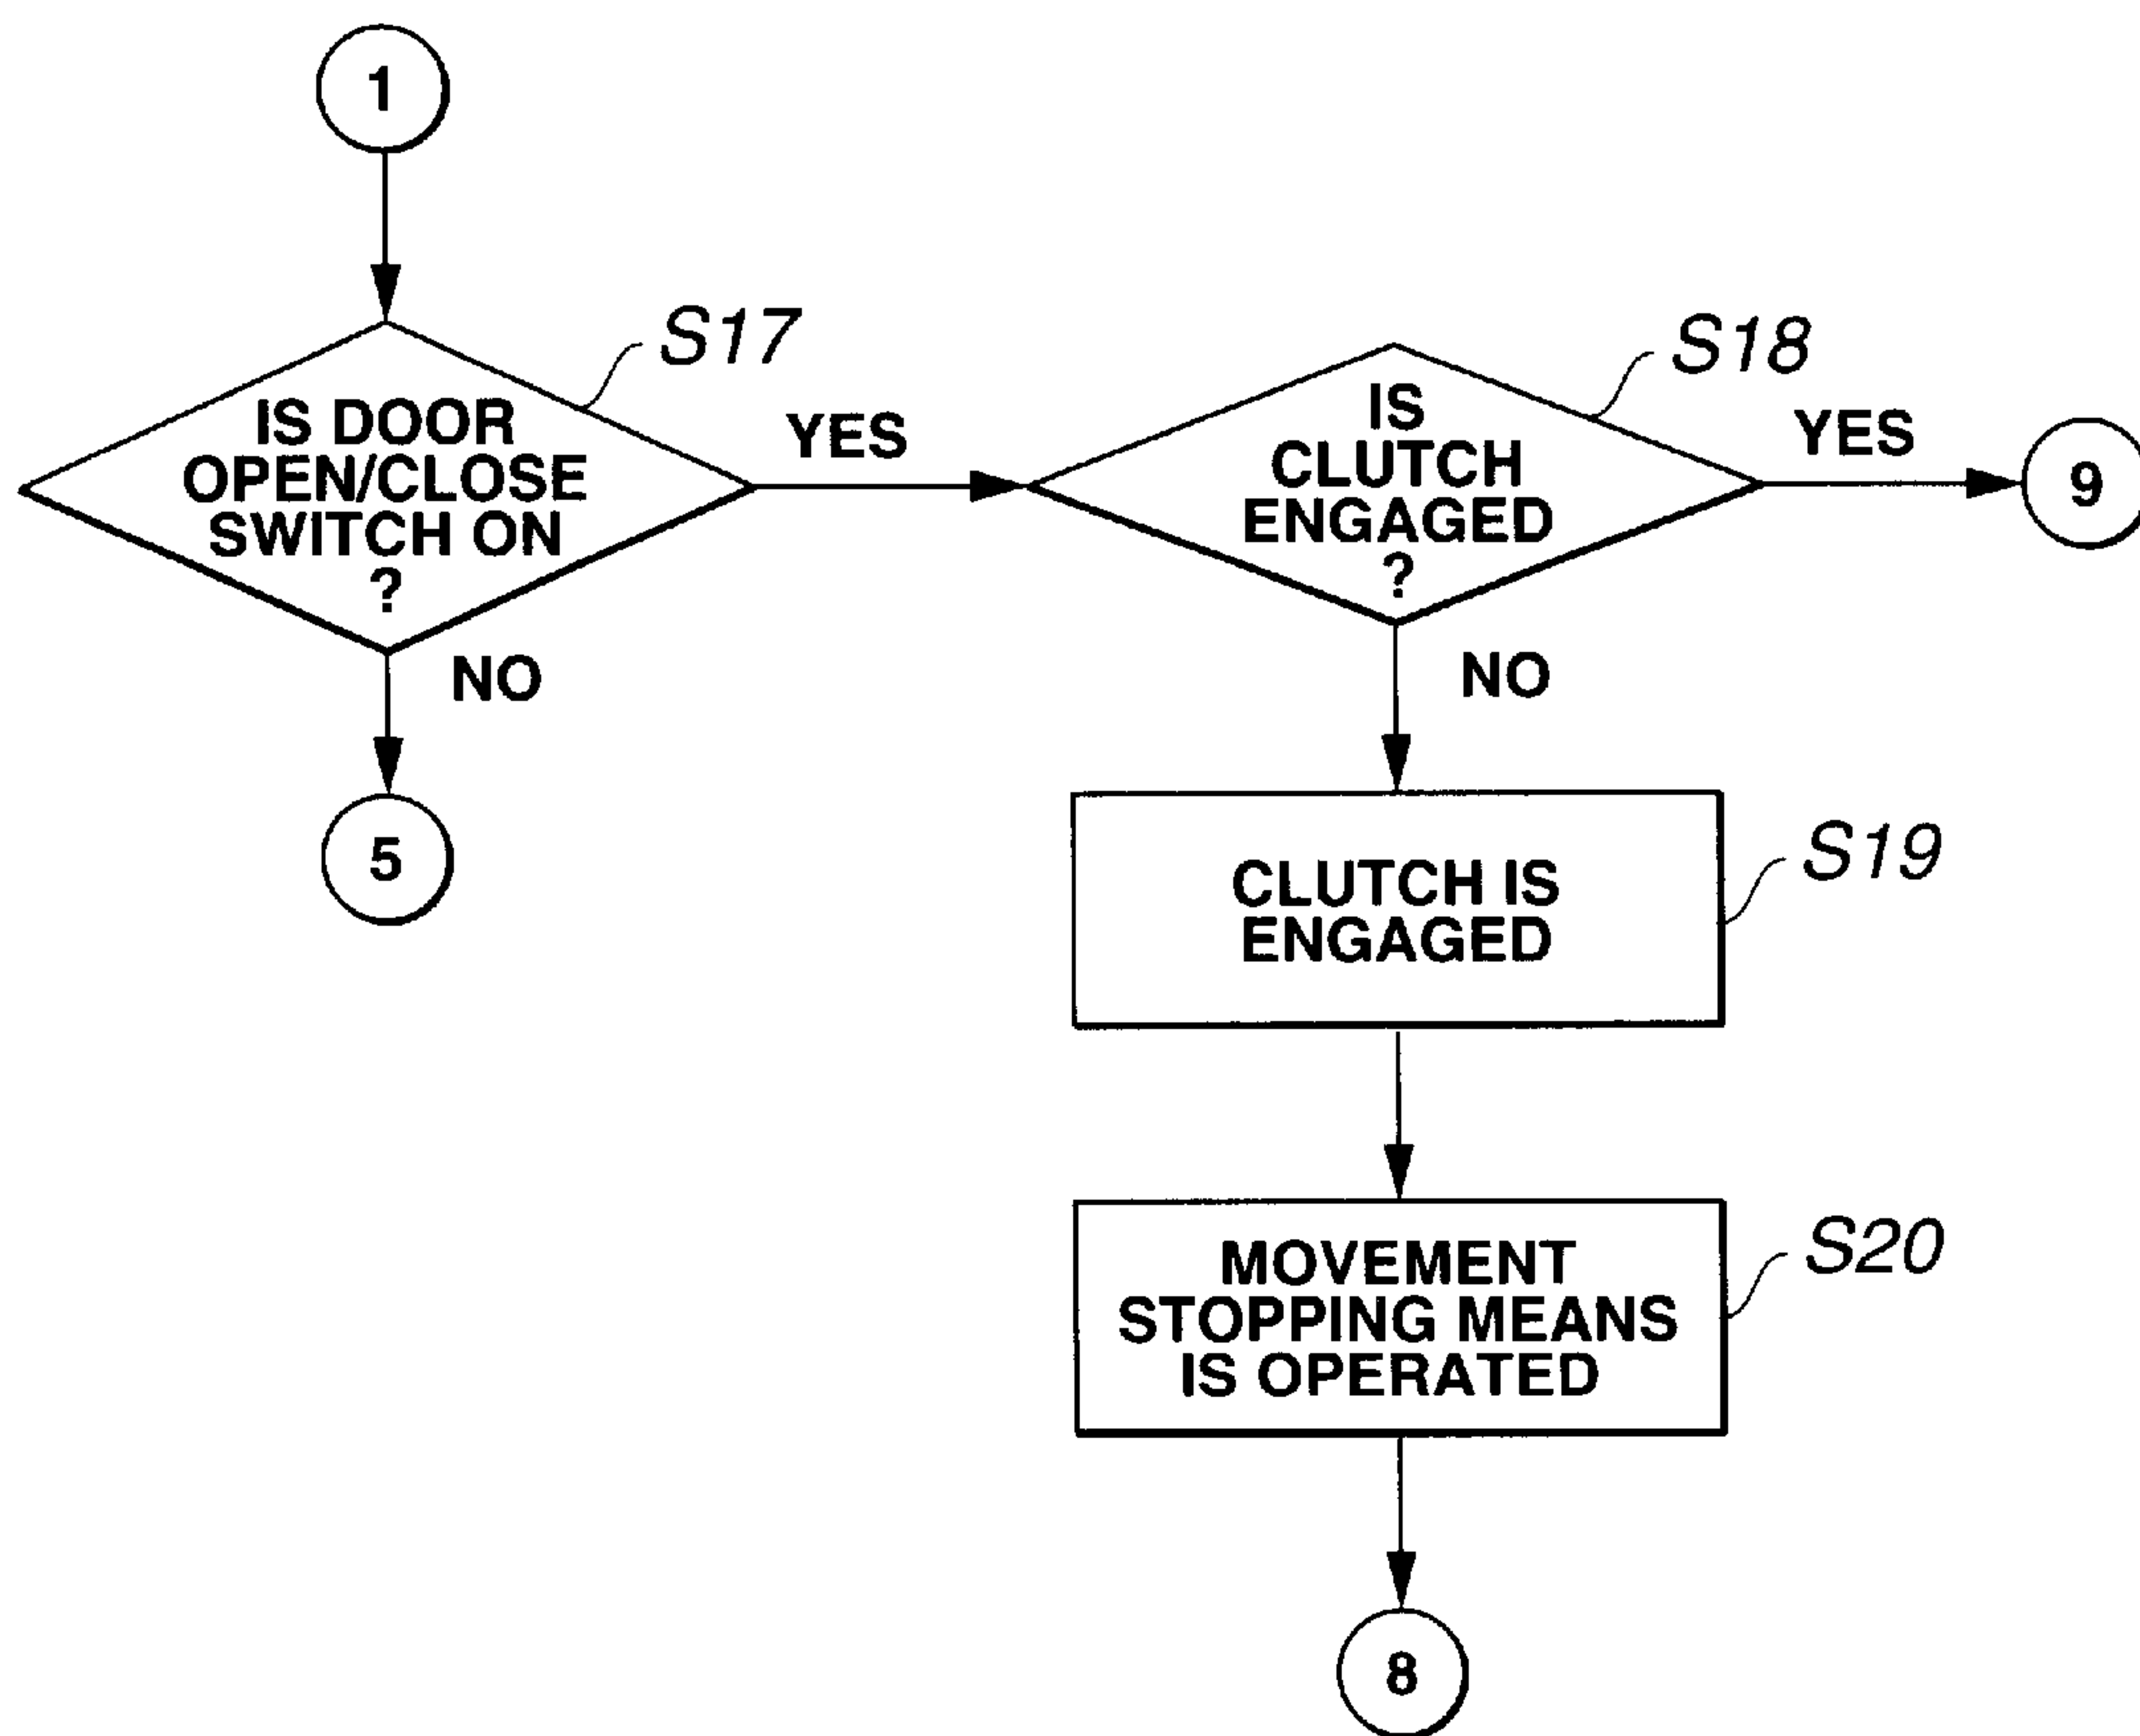 1
S17
IS DOOR
OPEN/CLOSE
SWITCH ON
?
YES
NO
5
S18
IS
CLUTCH
ENGAGED
?
YES
9
NO
CLUTCH IS
ENGAGED
S19
MOVEMENT
STOPPING MEANS
IS OPERATED
S20
8